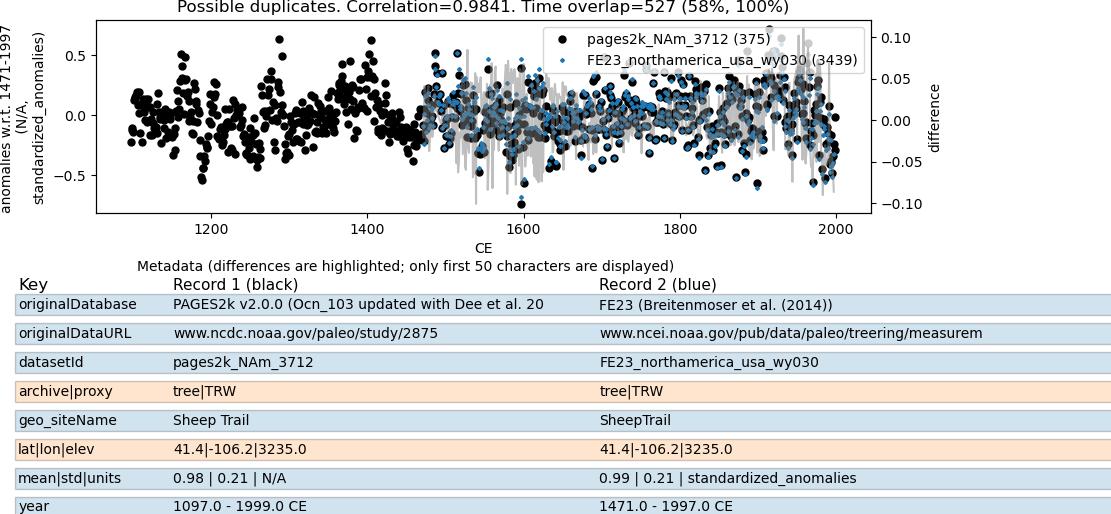 Possible duplicates. Correlation=0.9841. Time overlap=527 (58%, 100%)
anomalies w.r.t. 1471-1997
(N/A,
standardized_anomalies)
0.5
0.0
−0.5
pages2k_NAm_3712 (375)
FE23_northamerica_usa_wy030 (3439)
0.10
0.05
0.00
−0.05
−0.10
difference
1200
1400
1600
1800
2000
CE
Metadata (differences are highlighted; only first 50 characters are displayed)
Key Record 1 (black) Record 2 (blue)
originalDatabase PAGES2k v2.0.0 (Ocn_103 updated with Dee et al. 20 FE23 (Breitenmoser et al. (2014))
originalDataURL www.ncdc.noaa.gov/paleo/study/2875 www.ncei.noaa.gov/pub/data/paleo/treering/measurem
datasetId pages2k_NAm_3712 FE23_northamerica_usa_wy030
archive|proxy tree|TRW tree|TRW
geo_siteName Sheep Trail SheepTrail
lat|lon|elev 41.4|-106.2|3235.0 41.4|-106.2|3235.0
mean|std|units 0.98 | 0.21 | N/A 0.99 | 0.21 | standardized_anomalies
year 1097.0 - 1999.0 CE 1471.0 - 1997.0 CE